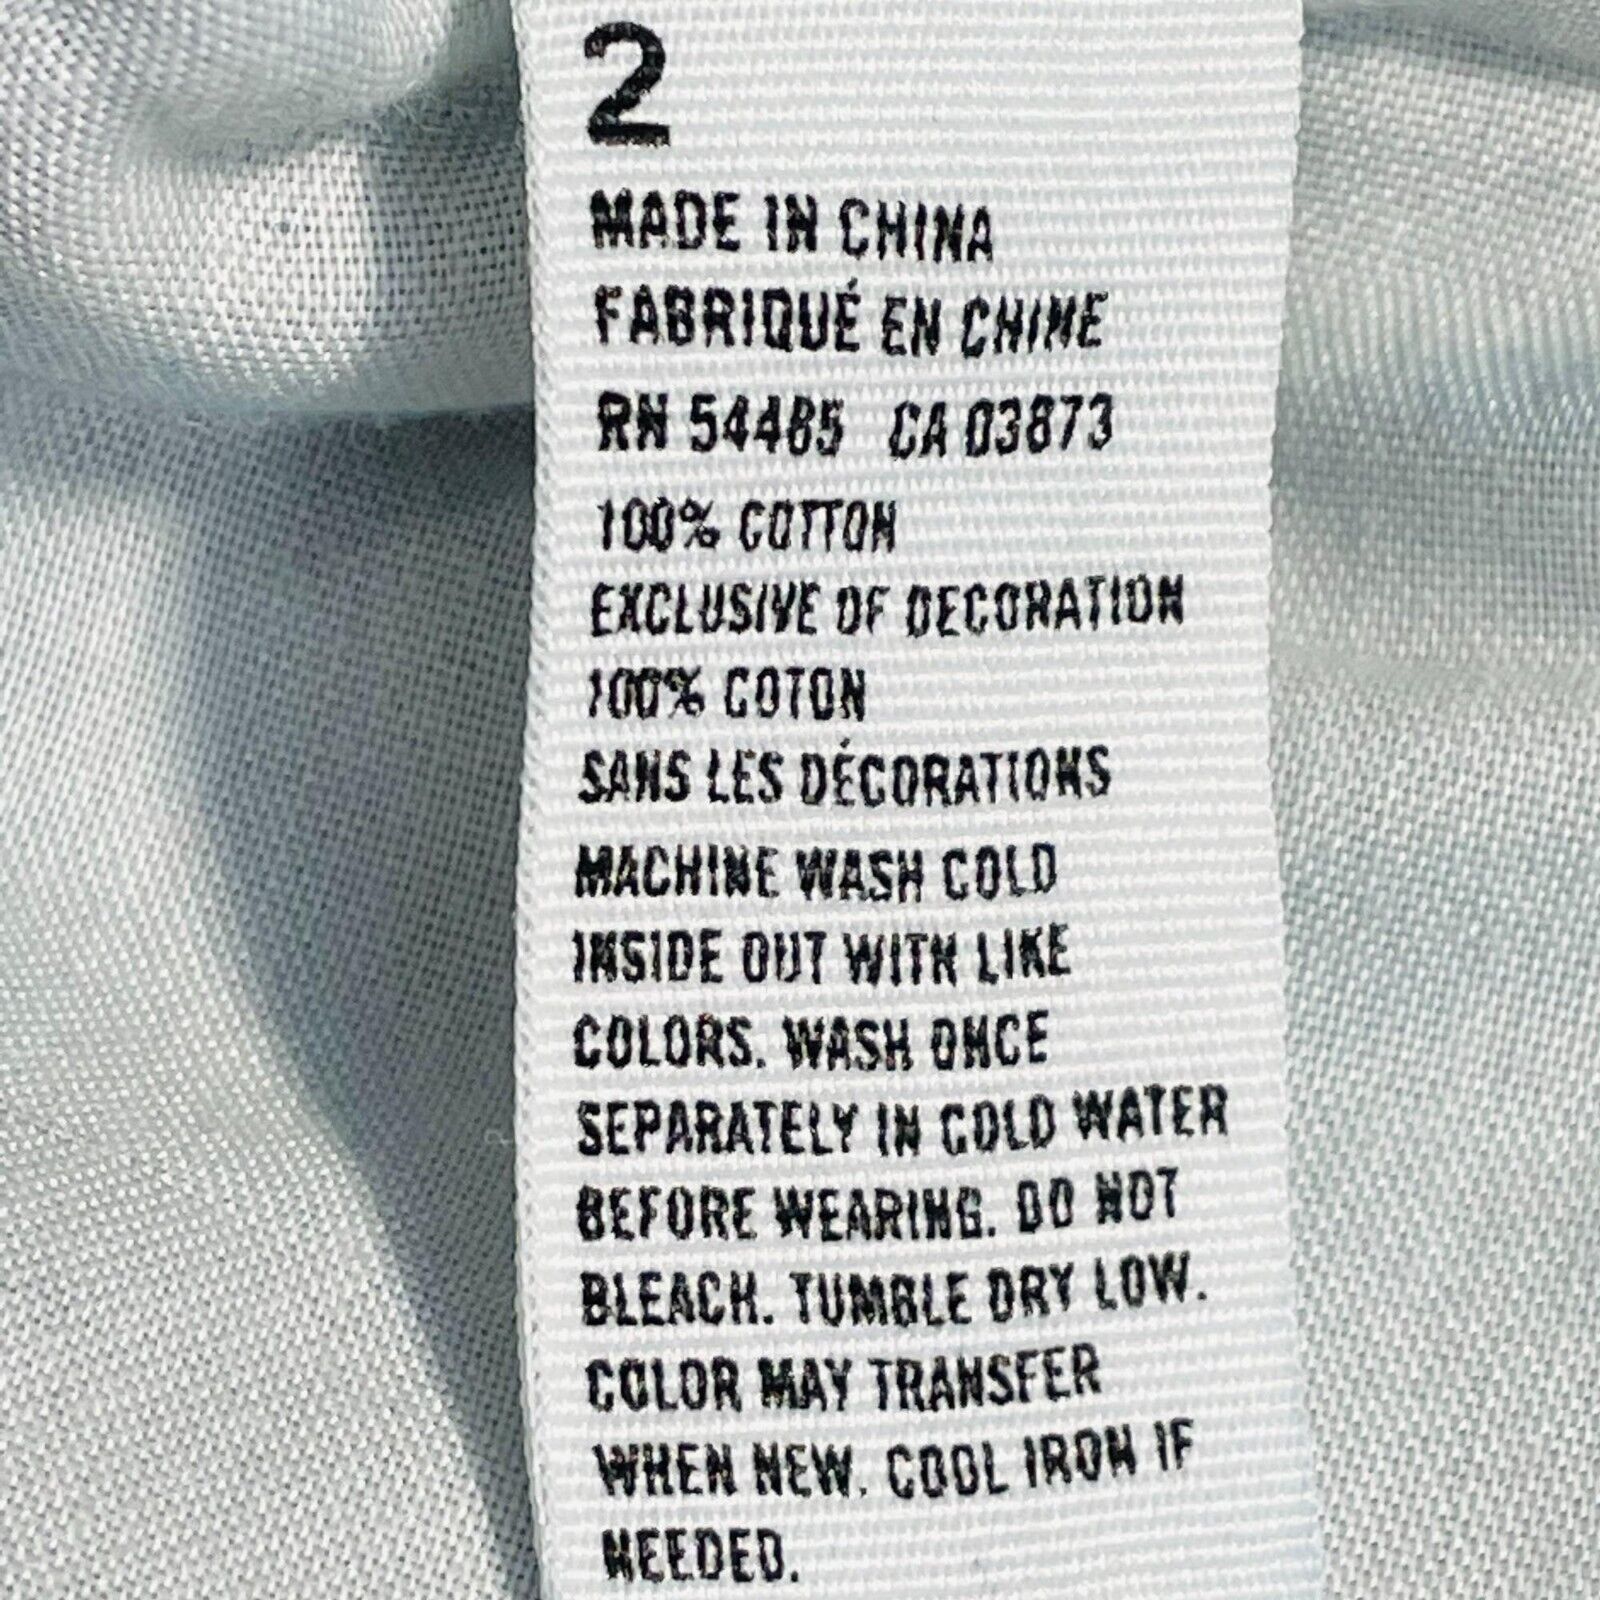 2
MADE IN CHINA
FABRIQUÉ EN CHINE
RN 54485 CA 03873
100% COTTON
EXCLUSIVE OF DECORATION
100% COTON
SANS LES DÉCORATIONS
MACHINE WASH COLD
INSIDE OUT WITH LIKE
COLORS. WASH ONCE
SEPARATELY IN COLD WATER
BEFORE WEARING. DO NOT
BLEACH. TUMBLE DRY LOW.
COLOR MAY TRANSFER
WHEN NEW. COOL IRON IF
NEEDED.